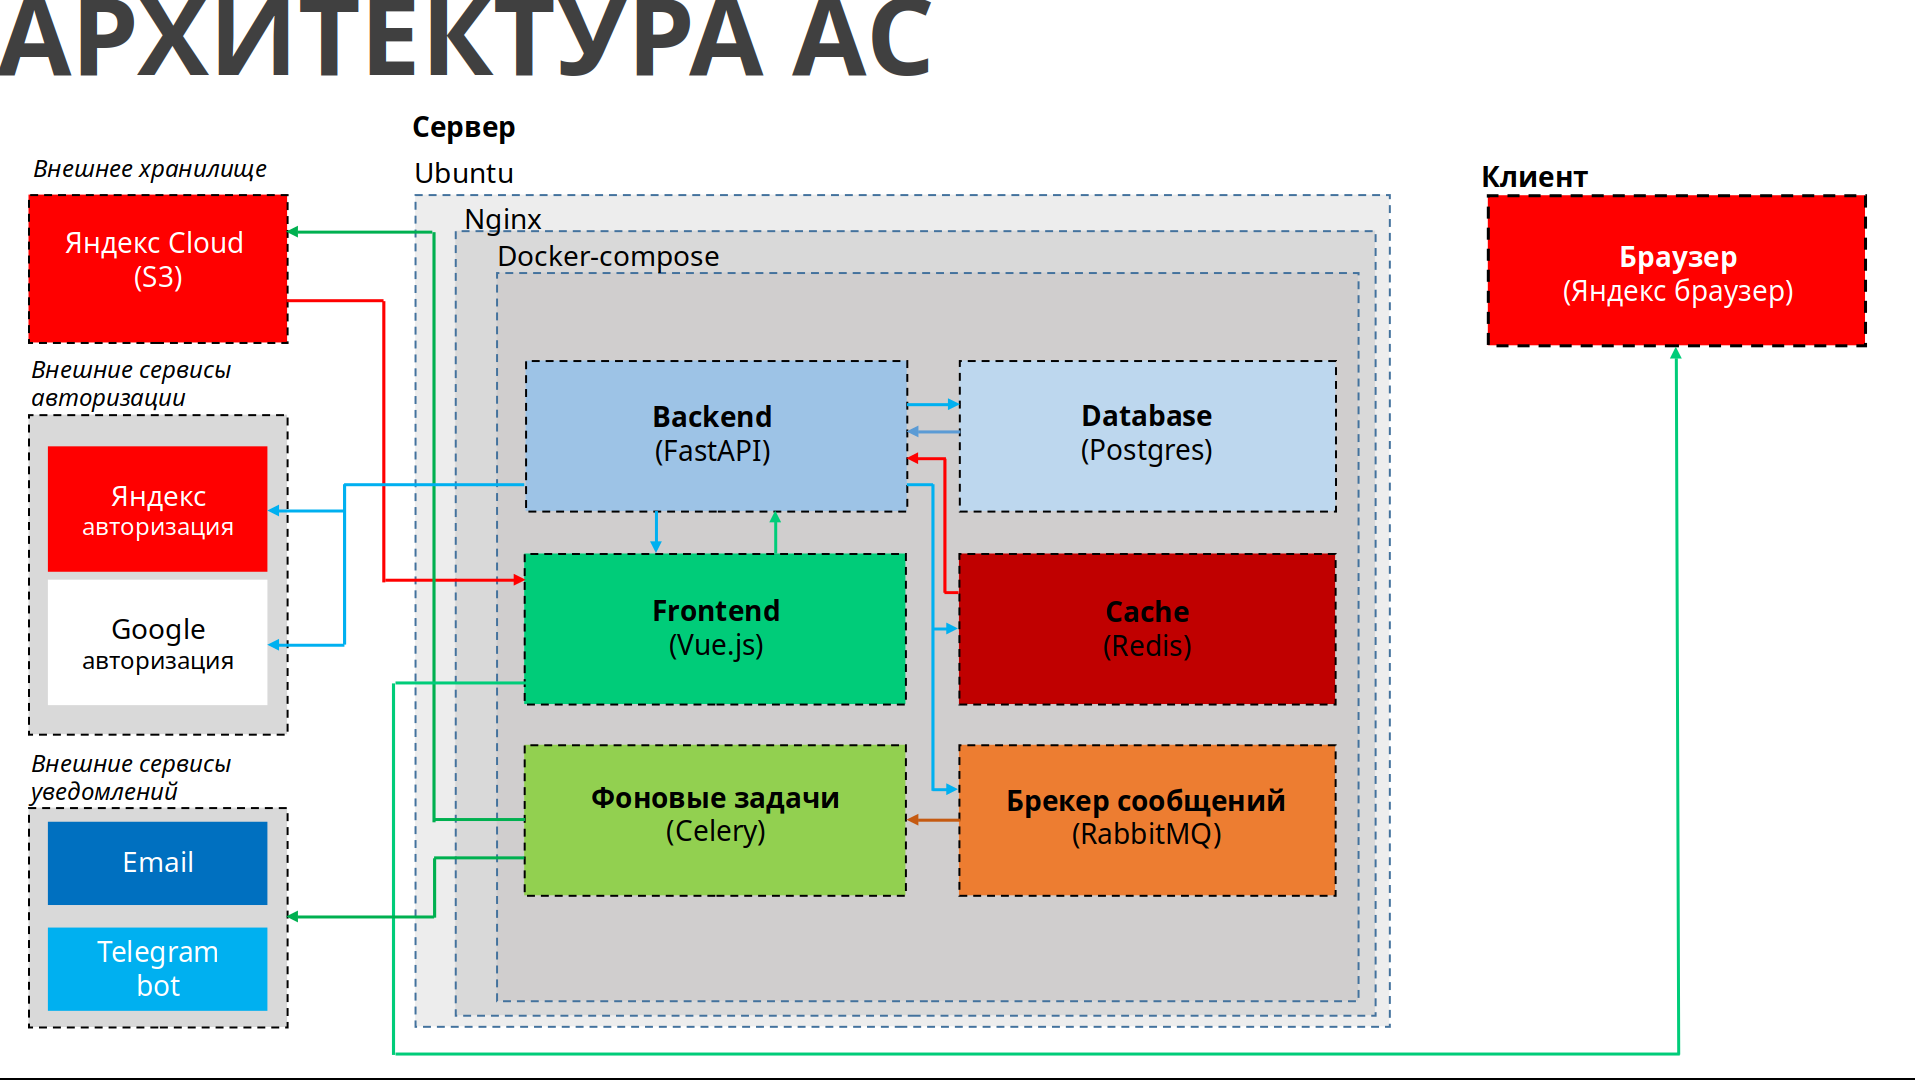 АРХИТЕКТУРА АС
Сервер
Ubuntu
Nginx
Docker-compose
Внешнее хранилище
Яндекс Cloud
(S3)
Внешние сервисы
авторизации
Яндекс
авторизация
Google
авторизация
Внешние сервисы
уведомлений
Email
Telegram
bot
Backend
(FastAPI)
Database
(Postgres)
Frontend
(Vue.js)
Cache
(Redis)
Фоновые задачи
(Celery)
Брекер сообщений
(RabbitMQ)
Клиент
Браузер
(Яндекс браузер)